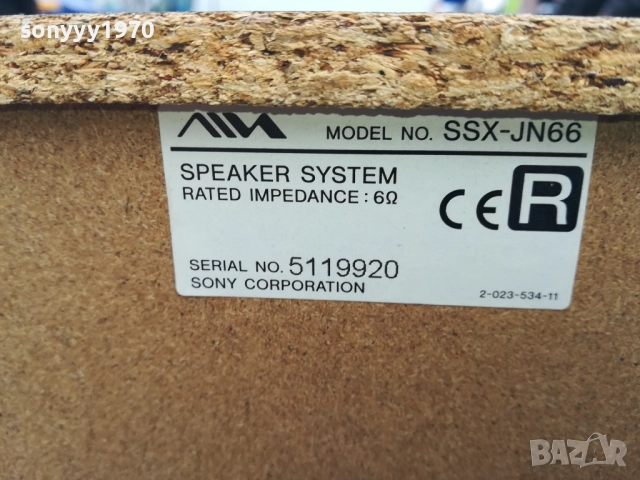 sonyyy1970
AIWA MODEL NO. SSX-JN66
SPEAKER SYSTEM
RATED IMPEDANCE : 6Ω
CE R
SERIAL NO. 5119920
SONY CORPORATION
2-023-534-11
BAZAR